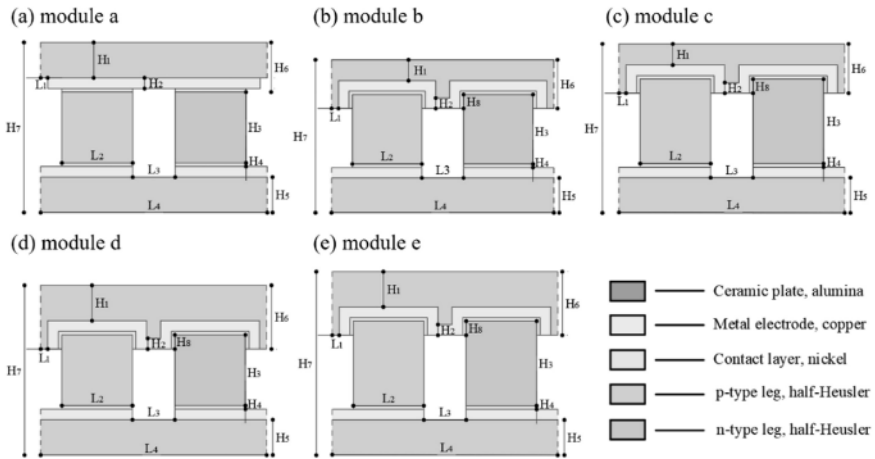 (a) module a
(b) module b
(c) module c
H1
H6
L1
H2
H7
H3
L2
H4
L3
H5
L4
H1
H6
H7
L1
H2
H8
H3
L2
H4
L3
H5
L4
H1
H6
L1
H2
H8
H7
H3
L2
H4
L3
H5
L4
(d) module d
(e) module e
H1
H6
H7
L1
H2
H8
H3
L2
H4
L3
H5
L4
H1
H6
H7
L1
H2
H8
H3
L2
H4
L3
H5
L4
Ceramic plate, alumina
Metal electrode, copper
Contact layer, nickel
p-type leg, half-Heusler
n-type leg, half-Heusler